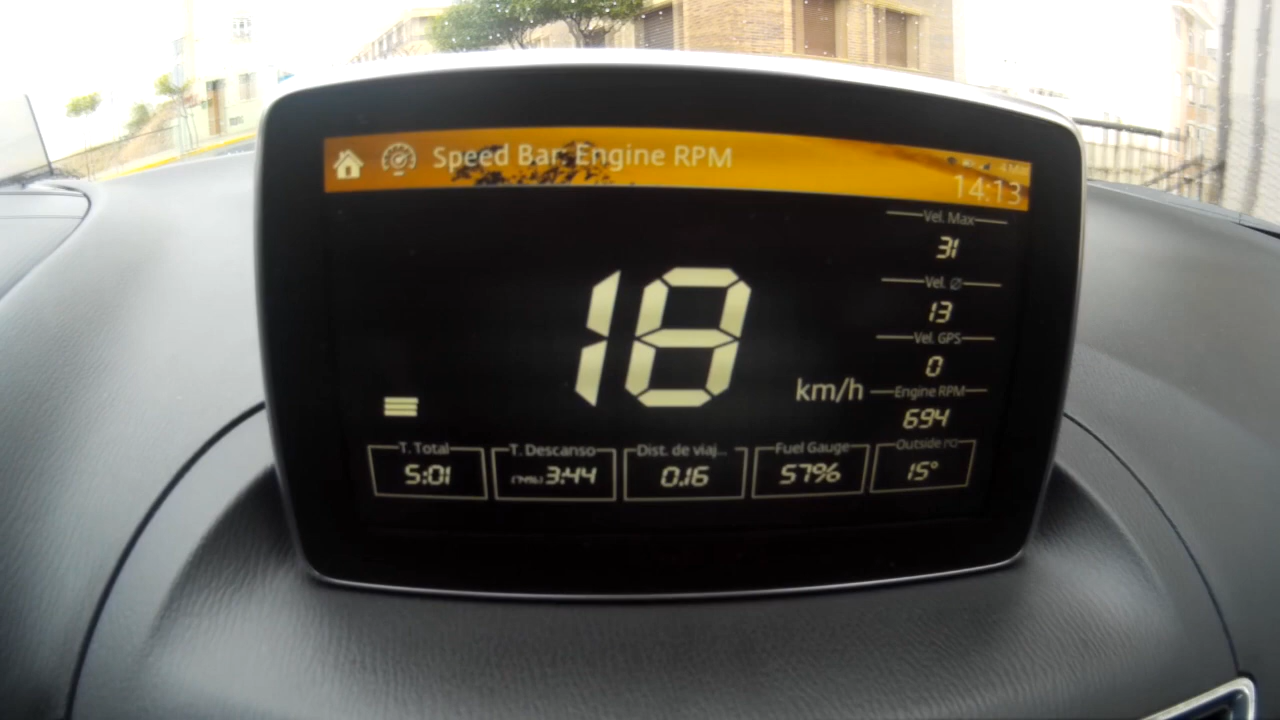 Speed Bar: Engine RPM
14:13
Vel. Max
31
Vel. Ø
13
Vel. GPS
0
18
km/h
Engine RPM
694
T. Total
5:01
T. Descanso
3:44
Dist. de viaj...
0.16
Fuel Gauge
57%
Outside
15°